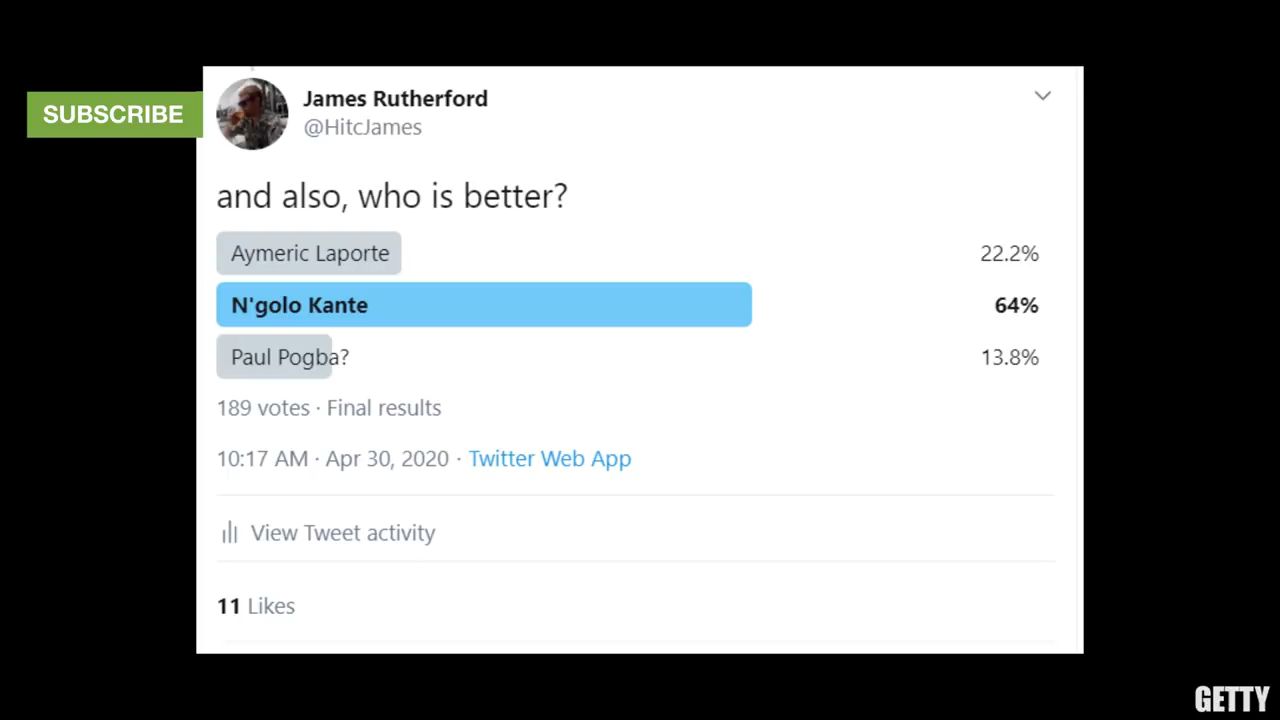 SUBSCRIBE
James Rutherford
@HitcJames
and also, who is better?
Aymeric Laporte 22.2%
N'golo Kante 64%
Paul Pogba? 13.8%
189 votes · Final results
10:17 AM · Apr 30, 2020 · Twitter Web App
View Tweet activity
11 Likes
GETTY